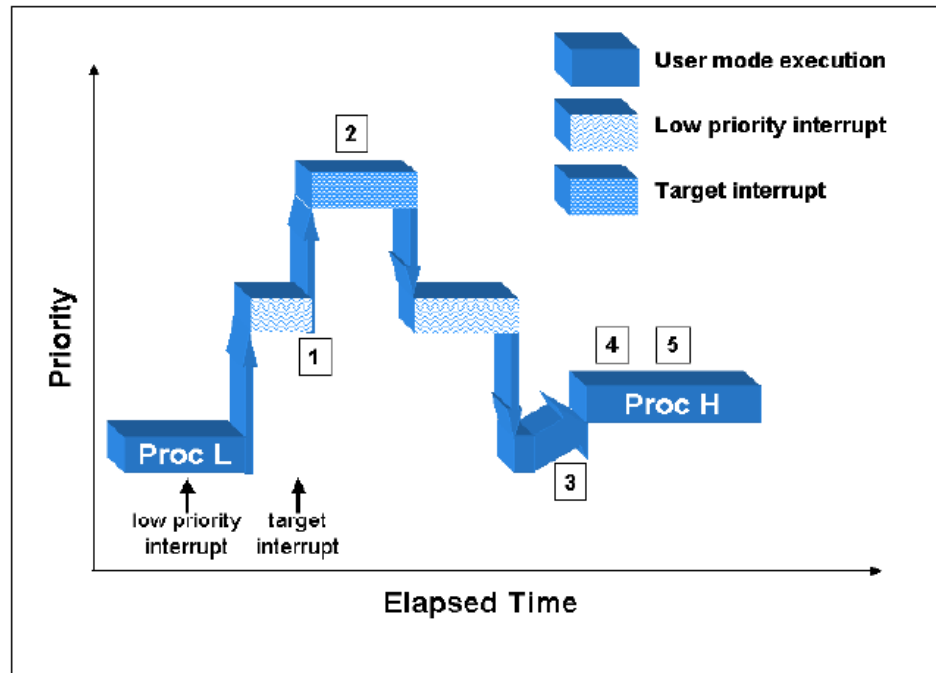 User mode execution
Low priority interrupt
Target interrupt
2
1
4 5
Proc H
Proc L
3
low priority
interrupt
target
interrupt
Priority
Elapsed Time